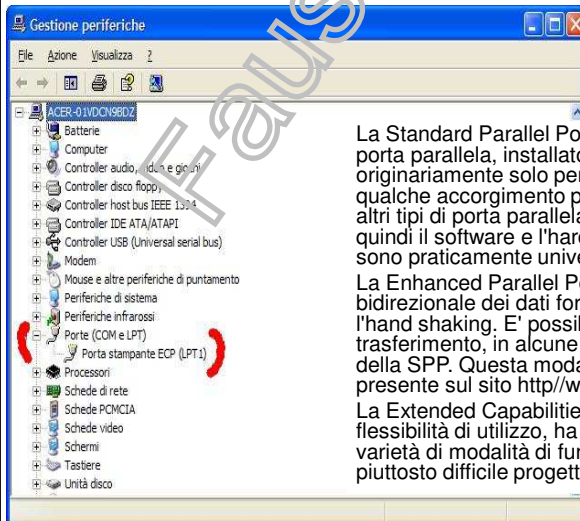 Gestione periferiche
File Azione Visualizza ?
ACER-01VDCN9BDZ
Batterie
Computer
Controller audio, video e giochi
Controller disco floppy
Controller host bus IEEE 1394
Controller IDE ATA/ATAPI
Controller USB (Universal serial bus)
Modem
Mouse e altre periferiche di puntamento
Periferiche di sistema
Periferiche infrarossi
Porte (COM e LPT)
Porta stampante ECP (LPT1)
Processori
Schede di rete
Schede PCMCIA
Schede video
Schermi
Tastiere
Unità disco
La Standard Parallel Po
porta parallela, installato
originariamente solo per
qualche accorgimento p
altri tipi di porta parallela
quindi il software e l'hard
sono praticamente unive
La Enhanced Parallel Po
bidirezionale dei dati for
l'hand shaking. E' possil
trasferimento, in alcune
della SPP. Questa moda
presente sul sito http//w
La Extended Capabilitie
flessibilità di utilizzo, ha
varietà di modalità di fun
piuttosto difficile progett
Faus